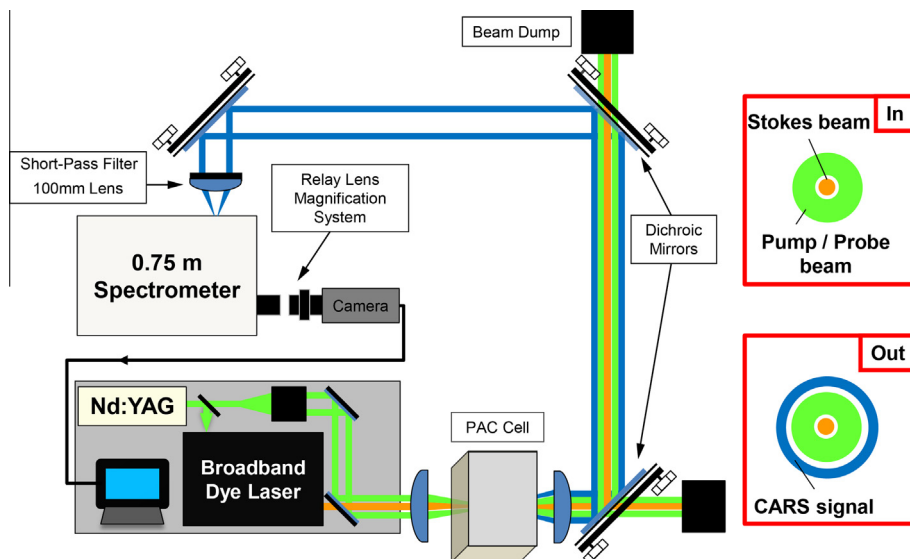 Beam Dump
In
Stokes beam
Pump / Probe
beam
Short-Pass Filter
100mm Lens
Relay Lens
Magnification
System
Dichroic
Mirrors
0.75 m
Spectrometer
Camera
Out
CARS signal
Nd:YAG
Broadband
Dye Laser
PAC Cell